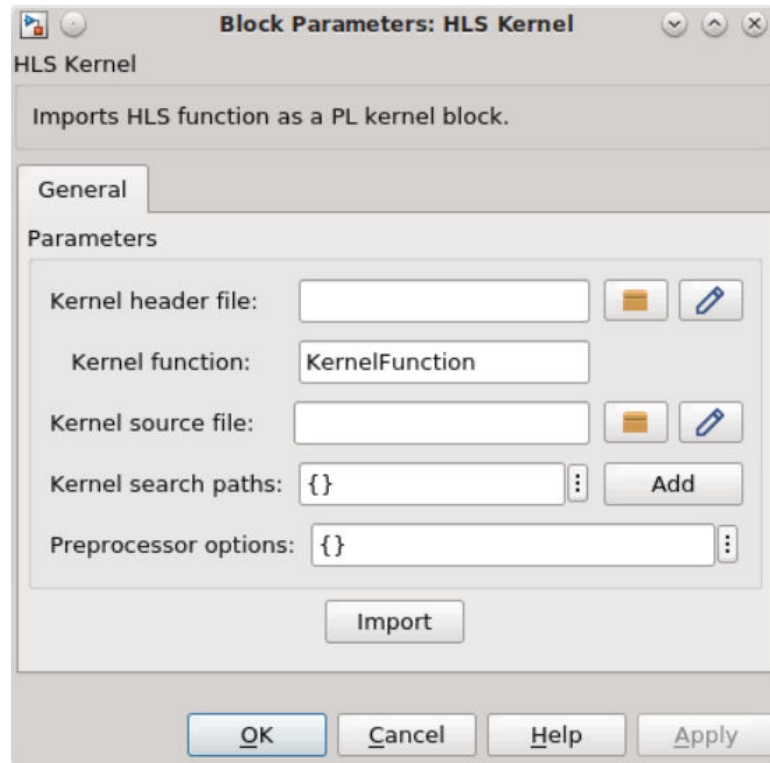 Block Parameters: HLS Kernel
HLS Kernel
Imports HLS function as a PL kernel block.
General
Parameters
Kernel header file:
Kernel function: KernelFunction
Kernel source file:
Kernel search paths: {} Add
Preprocessor options: {}
Import
OK Cancel Help Apply